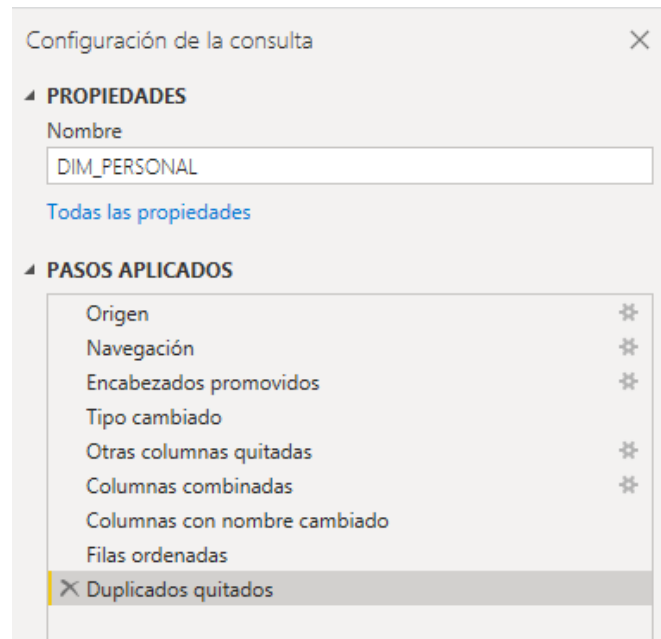 Configuración de la consulta
PROPIEDADES
Nombre
DIM_PERSONAL
Todas las propiedades
PASOS APLICADOS
Origen
Navegación
Encabezados promovidos
Tipo cambiado
Otras columnas quitadas
Columnas combinadas
Columnas con nombre cambiado
Filas ordenadas
Duplicados quitados